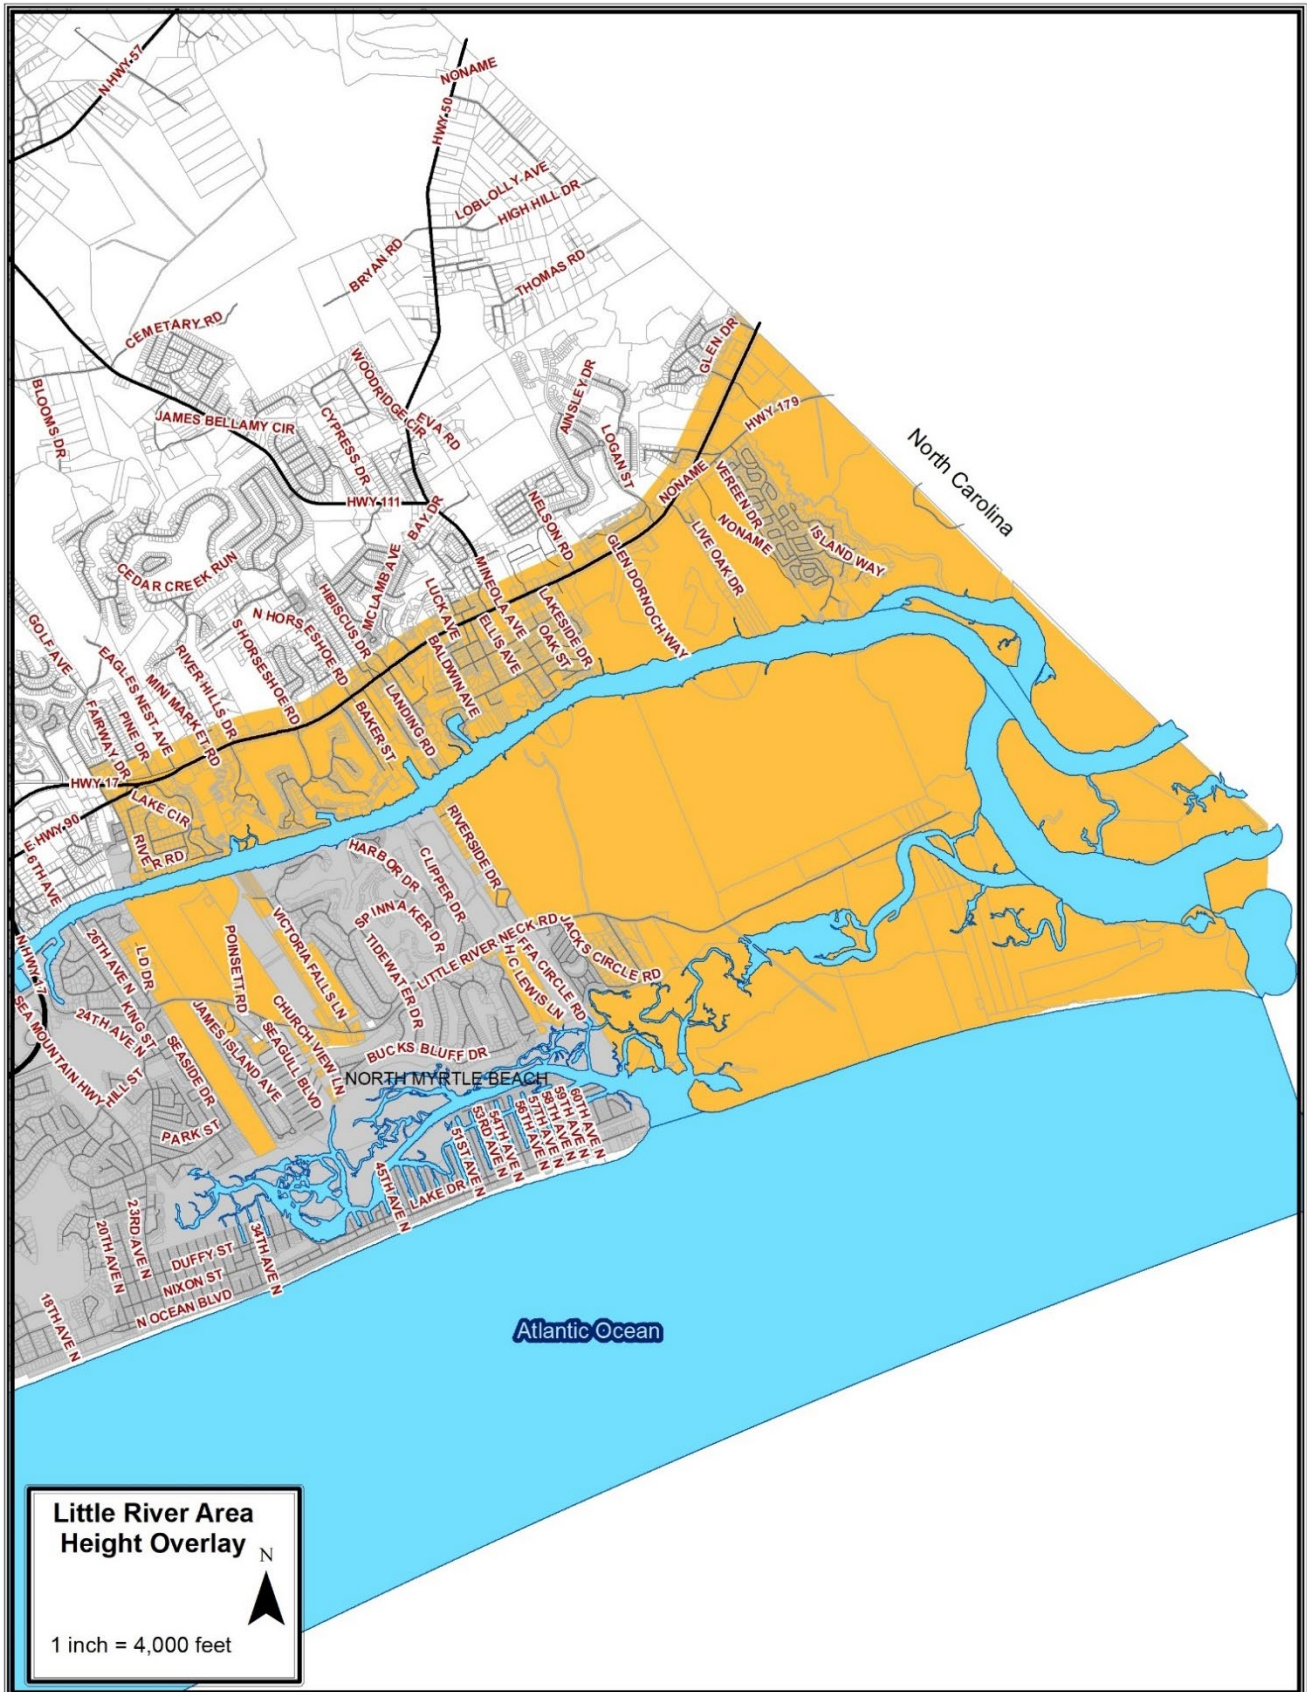 N HWY 57
NONAME
HWY 50
LOBLOLLY AVE
HIGH HILL DR
BRYAN RD
THOMAS RD
CEMETARY RD
GLEN DR
WOODRIDGE CIR
EVA RD
AINSLEY DR
BLOOMS DR
JAMES BELLAMY CIR
CYPRESS DR
LOGAN ST
HWY 179
North Carolina
HWY 111
BAY DR
NELSON RD
NONAME
VEREEN DR
NONAME
ISLAND WAY
LIVE OAK DR
GLEN DORNOCH WAY
CEDAR CREEK RUN
HIBISCUS DR
MCLAMB AVE
LUCK AVE
MINEOLA AVE
ELLIS AVE
LAKESIDE DR
OAK ST
GOLF AVE
N HORSESHOE RD
S HORSESHOE RD
BALDWIN AVE
EAGLES NEST AVE
RIVER HILLS DR
MINI MARKET RD
LANDING RD
BAKER ST
FAIRWAY DR
PINE DR
HWY 17
LAKE CIR
E HWY 90
RIVER RD
6TH AVE
HARBOR DR
CLIPPER DR
RIVERSIDE DR
SPINNAKER DR
VICTORIA FALLS LN
TIDEWATER DR
LITTLE RIVER NECK RD
JACKS CIRCLE RD
FFA CIRCLE RD
H C LEWIS LN
26TH AVE N
L D DR
POINSETT RD
N HWY 17
SEA MOUNTAIN HWY
KING ST
24TH AVE N
HILL ST
SEASIDE DR
JAMES ISLAND AVE
SEAGULL BLVD
CHURCH VIEW LN
BUCKS BLUFF DR
NORTH MYRTLE BEACH
PARK ST
60TH AVE N
59TH AVE N
58TH AVE N
57TH AVE N
56TH AVE N
54TH AVE N
53RD AVE N
51ST AVE N
LAKE DR
45TH AVE N
34TH AVE N
23RD AVE N
20TH AVE N
DUFFY ST
NIXON ST
N OCEAN BLVD
18TH AVE N
Atlantic Ocean
Little River Area
Height Overlay
N
1 inch = 4,000 feet